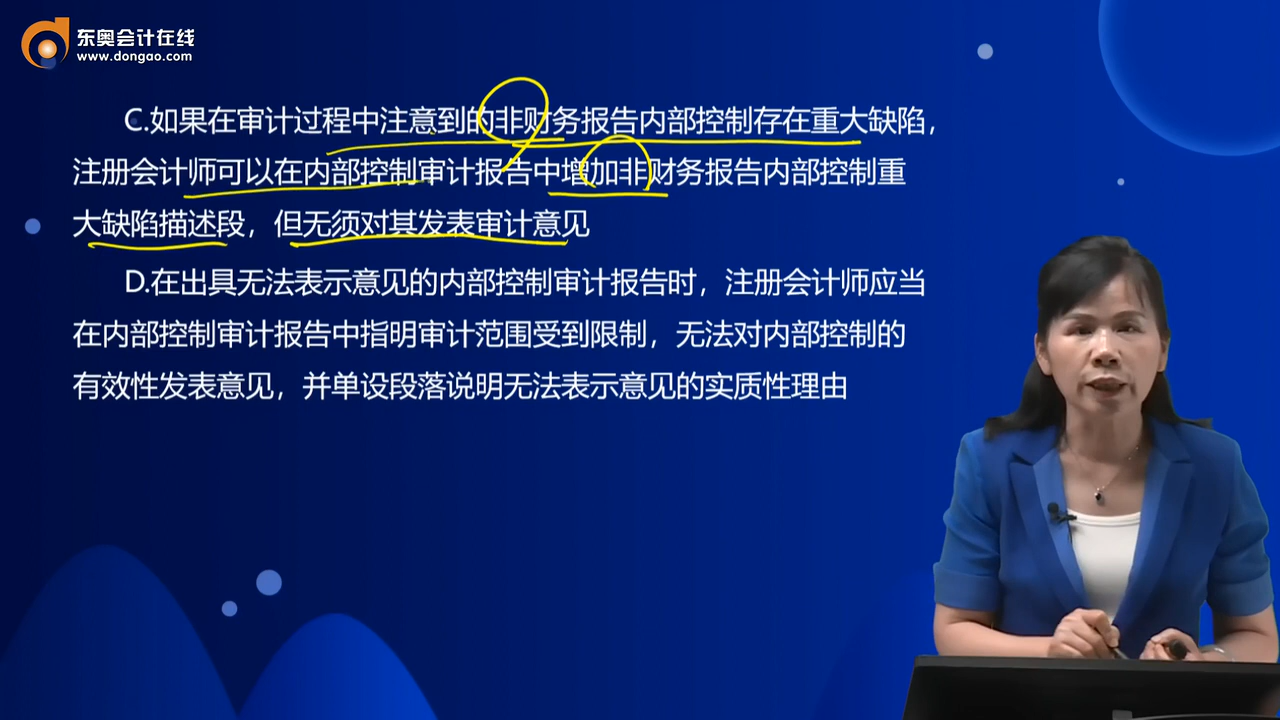 东奥会计在线
www.dongao.com
C.如果在审计过程中注意到的非财务报告内部控制存在重大缺陷，
注册会计师可以在内部控制审计报告中增加非财务报告内部控制重
大缺陷描述段，但无须对其发表审计意见
D.在出具无法表示意见的内部控制审计报告时，注册会计师应当
在内部控制审计报告中指明审计范围受到限制，无法对内部控制的
有效性发表意见，并单设段落说明无法表示意见的实质性理由